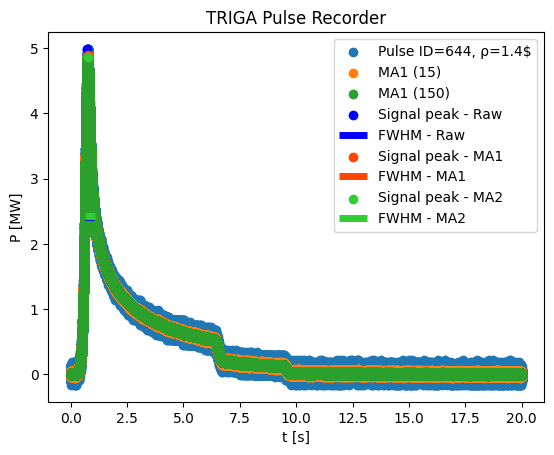 TRIGA Pulse Recorder
Pulse ID=644, ρ=1.4$
MA1 (15)
MA1 (150)
Signal peak - Raw
FWHM - Raw
Signal peak - MA1
FWHM - MA1
Signal peak - MA2
FWHM - MA2
P [MW]
5
4
3
2
1
0
0.0 2.5 5.0 7.5 10.0 12.5 15.0 17.5 20.0
t [s]